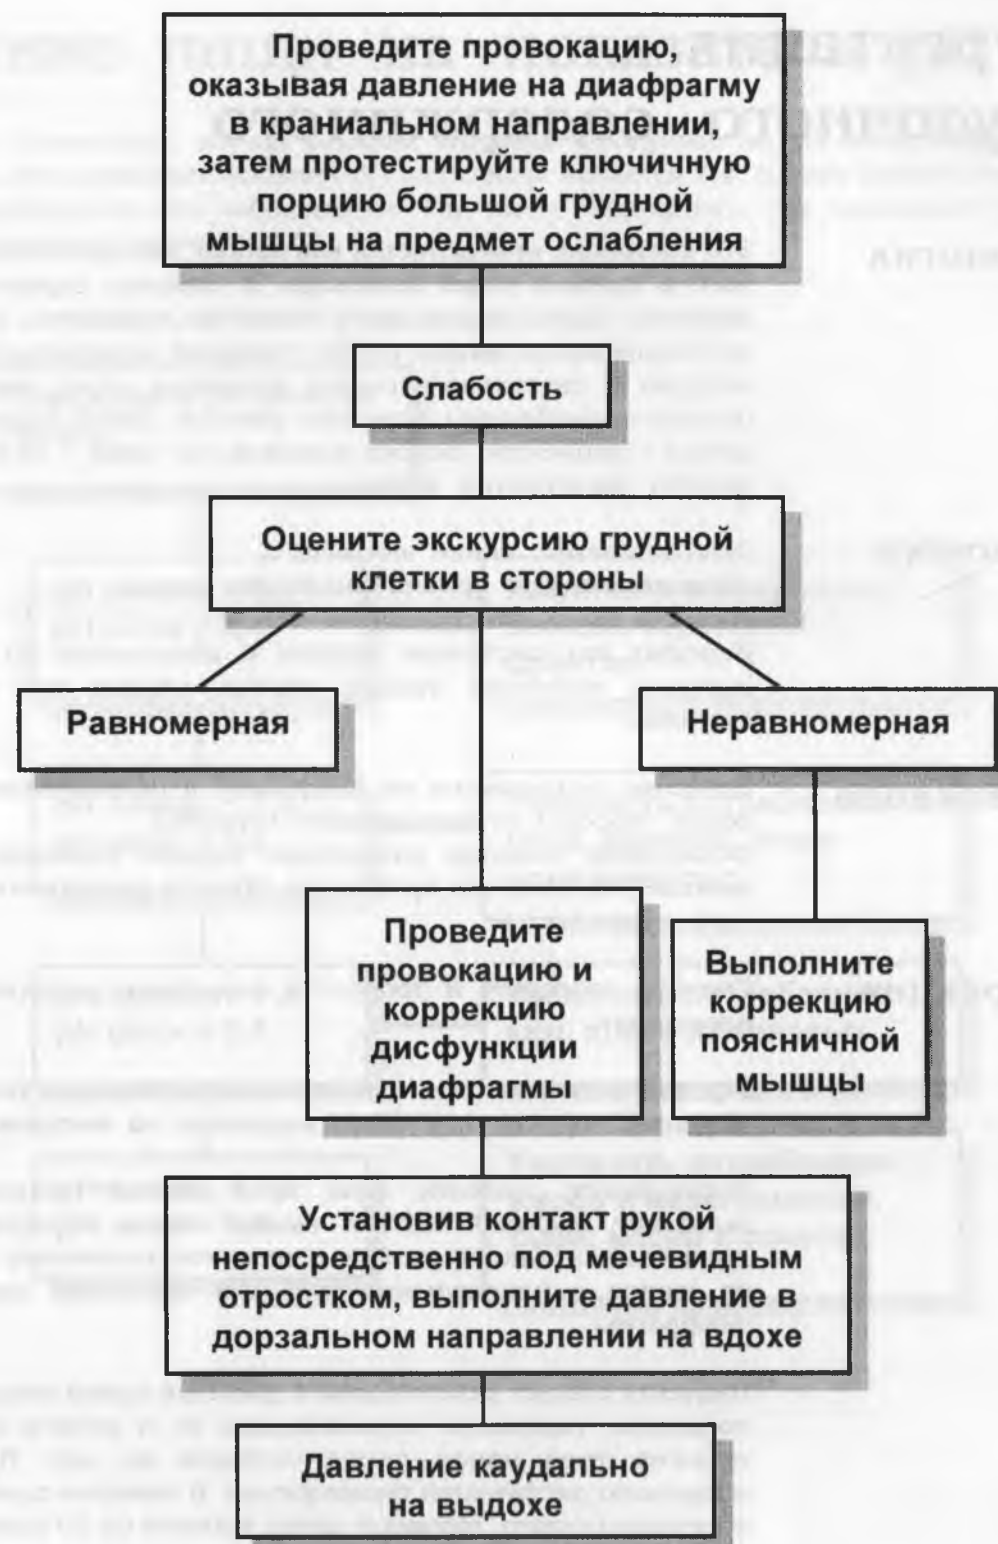 Проведите провокацию,
оказывая давление на диафрагму
в краниальном направлении,
затем протестируйте ключичную
порцию большой грудной
мышцы на предмет ослабления
Слабость
Оцените экскурсию грудной
клетки в стороны
Равномерная
Неравномерная
Проведите
провокацию и
коррекцию
дисфункции
диафрагмы
Выполните
коррекцию
поясничной
мышцы
Установив контакт рукой
непосредственно под мечевидным
отростком, выполните давление в
дорзальном направлении на вдохе
Давление каудально
на выдохе